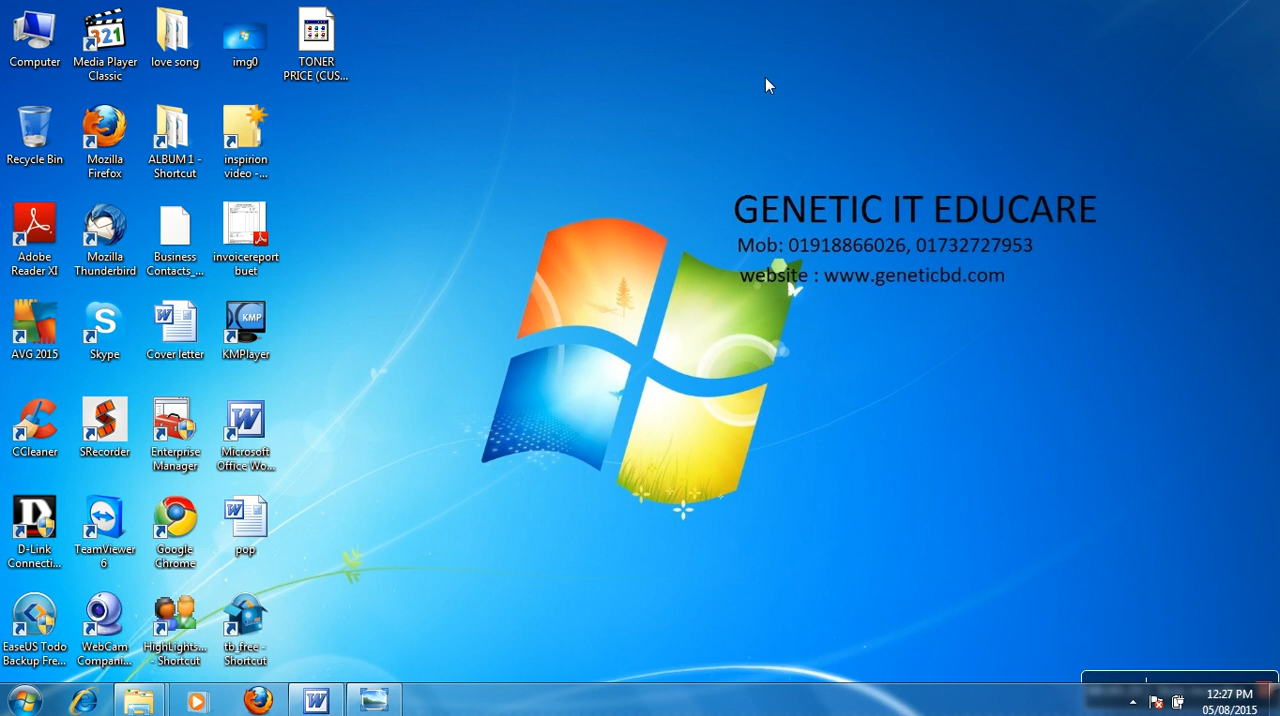 Computer
Media Player
Classic
love song
img0
TONER
PRICE (CUS...
Recycle Bin
Mozilla
Firefox
ALBUM 1 -
Shortcut
inspirion
video -...
Adobe
Reader XI
Mozilla
Thunderbird
Business
Contacts_...
invoicereport
buet
AVG 2015
Skype
Cover letter
KMP
KMPlayer
CCleaner
SRecorder
Enterprise
Manager
Microsoft
Office Wo...
D-Link
Connecti...
TeamViewer
6
Google
Chrome
pop
EaseUS Todo
Backup Fre...
WebCam
Compani...
HighLights...
- Shortcut
tb_free -
Shortcut
GENETIC IT EDUCARE
Mob: 01918866026, 01732727953
website : www.geneticbd.com
12:27 PM
05/08/2015